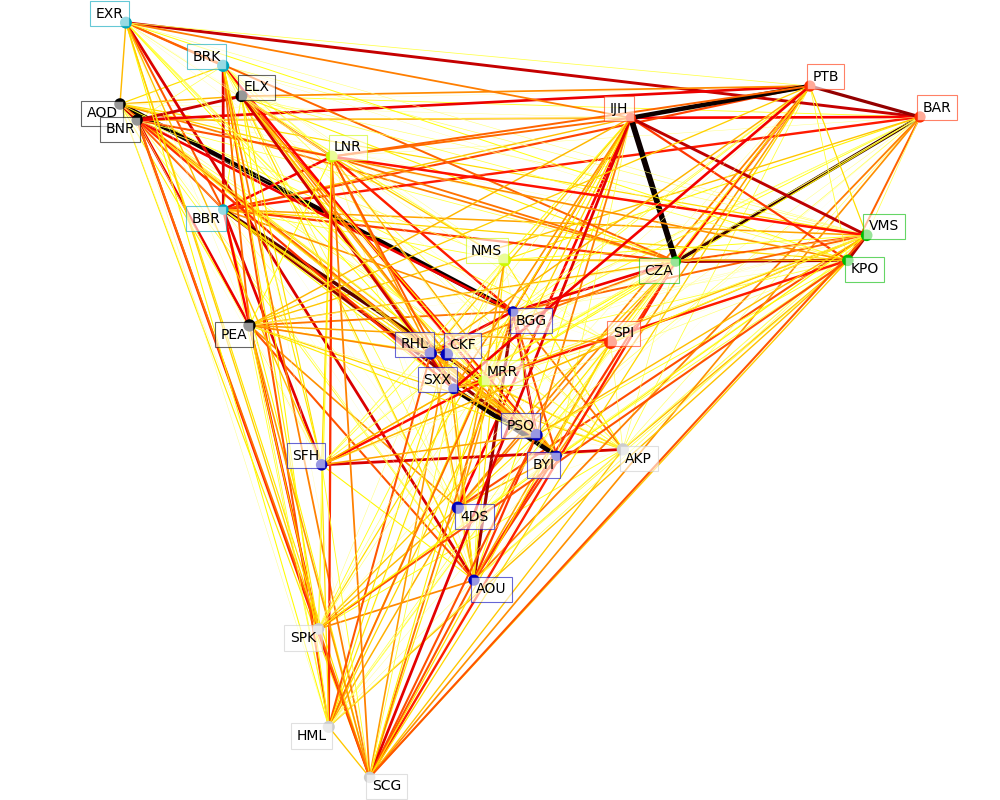 EXR
BRK
ELX
PTB
AOD
BNR
IJH
BAR
LNR
BBR
VMS
NMS
CZA
KPO
BGG
PEA
SPI
RHL
CKF
SXX
MRR
PSQ
SFH
BYI
AKP
4DS
AOU
SPK
HML
SCG